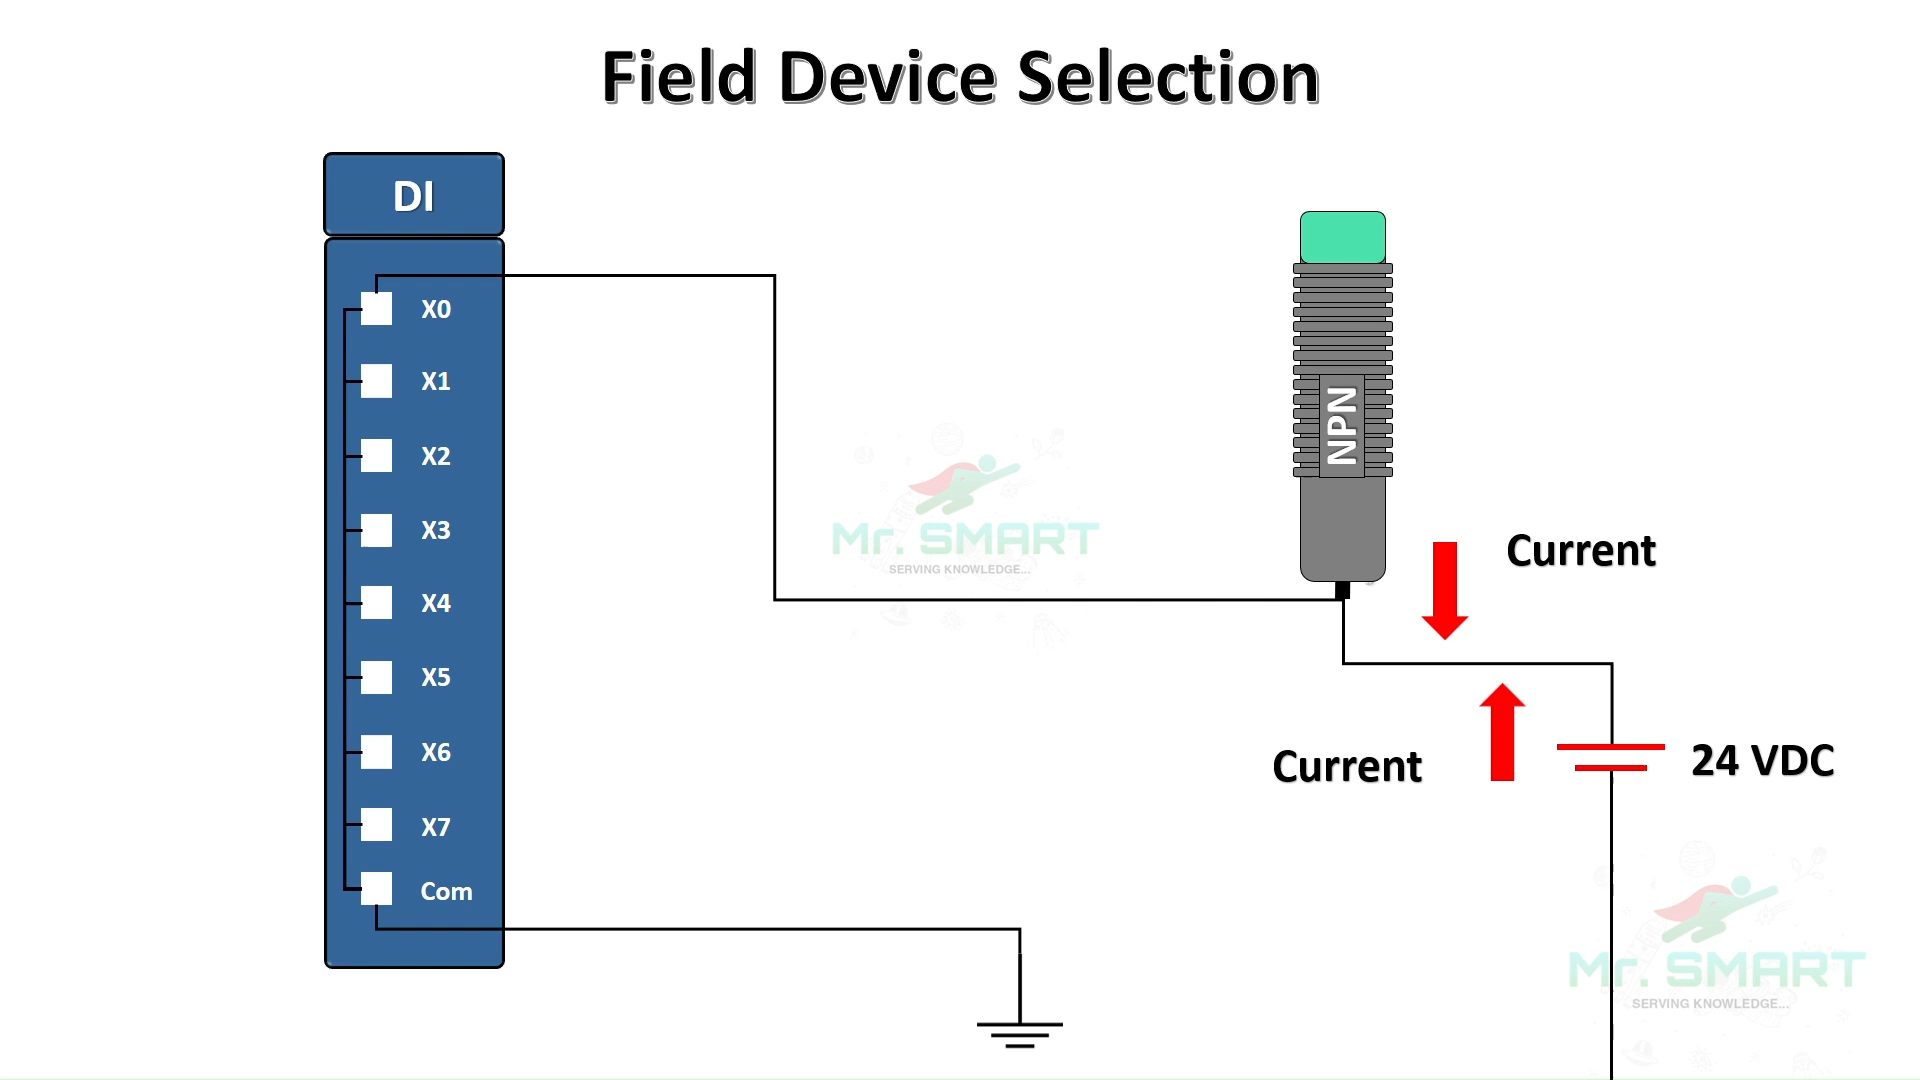 Field Device Selection
DI
X0
X1
X2
X3
X4
X5
X6
X7
Com
NPN
Current
Current
24 VDC
Mr. SMART
SERVING KNOWLEDGE...
Mr. SMART
SERVING KNOWLEDGE...